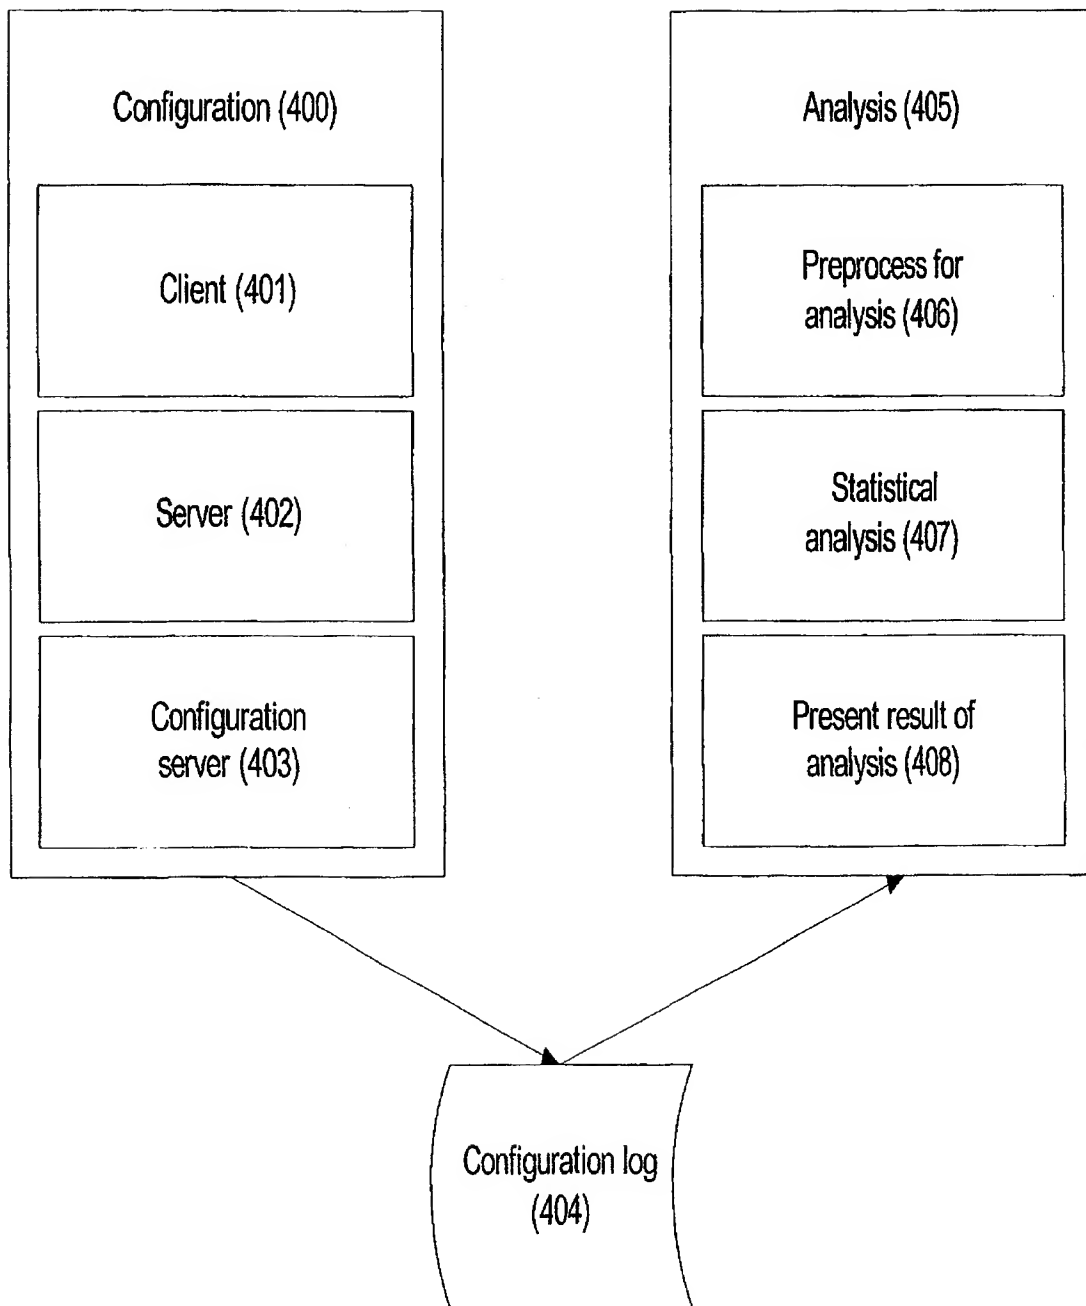 Configuration (400)
Client (401)
Server (402)
Configuration
server (403)
Analysis (405)
Preprocess for
analysis (406)
Statistical
analysis (407)
Present result of
analysis (408)
Configuration log
(404)